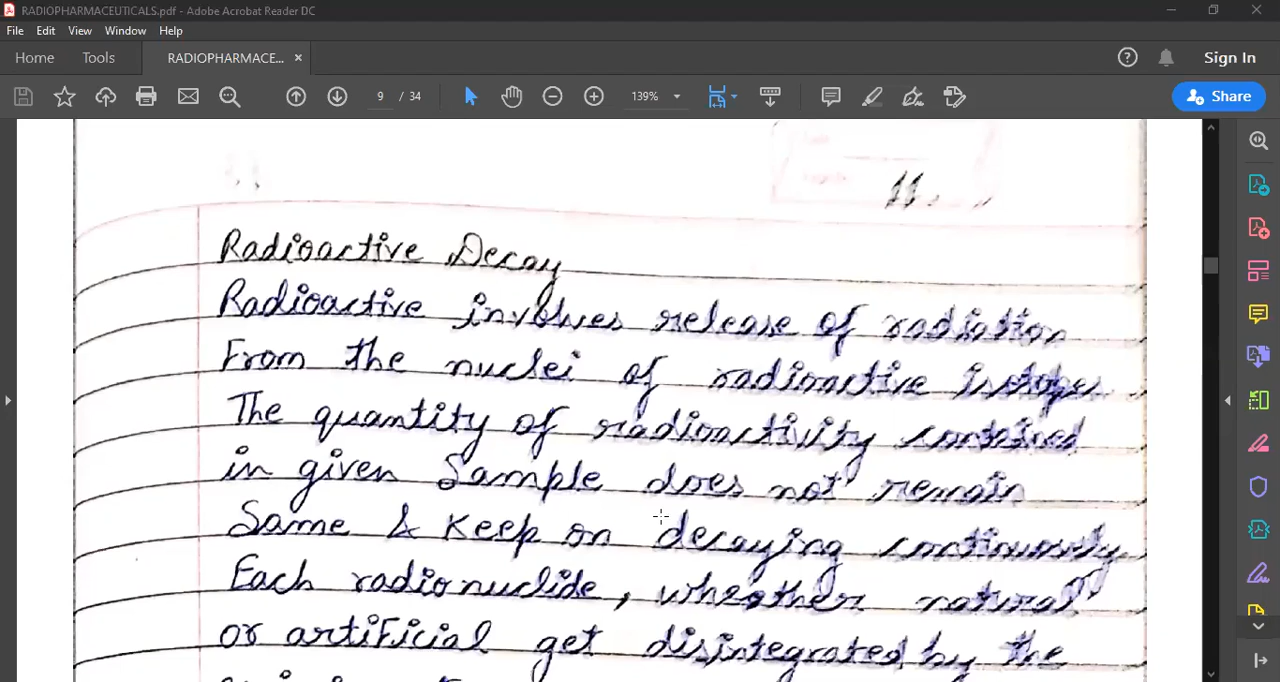 RADIOPHARMACEUTICALS.pdf - Adobe Acrobat Reader DC
File Edit View Window Help
Home Tools RADIOPHARMACE... × Sign In
9 / 34 139% Share
11.
Radioactive Decay
Radioactive involves release of radiation
From the nuclei of radioactive isotopes
The quantity of radioactivity contained
in given Sample does not remain
Same & Keep on decaying continuously
Each radionuclide, wheather natural
or artificial get disintegrated by the